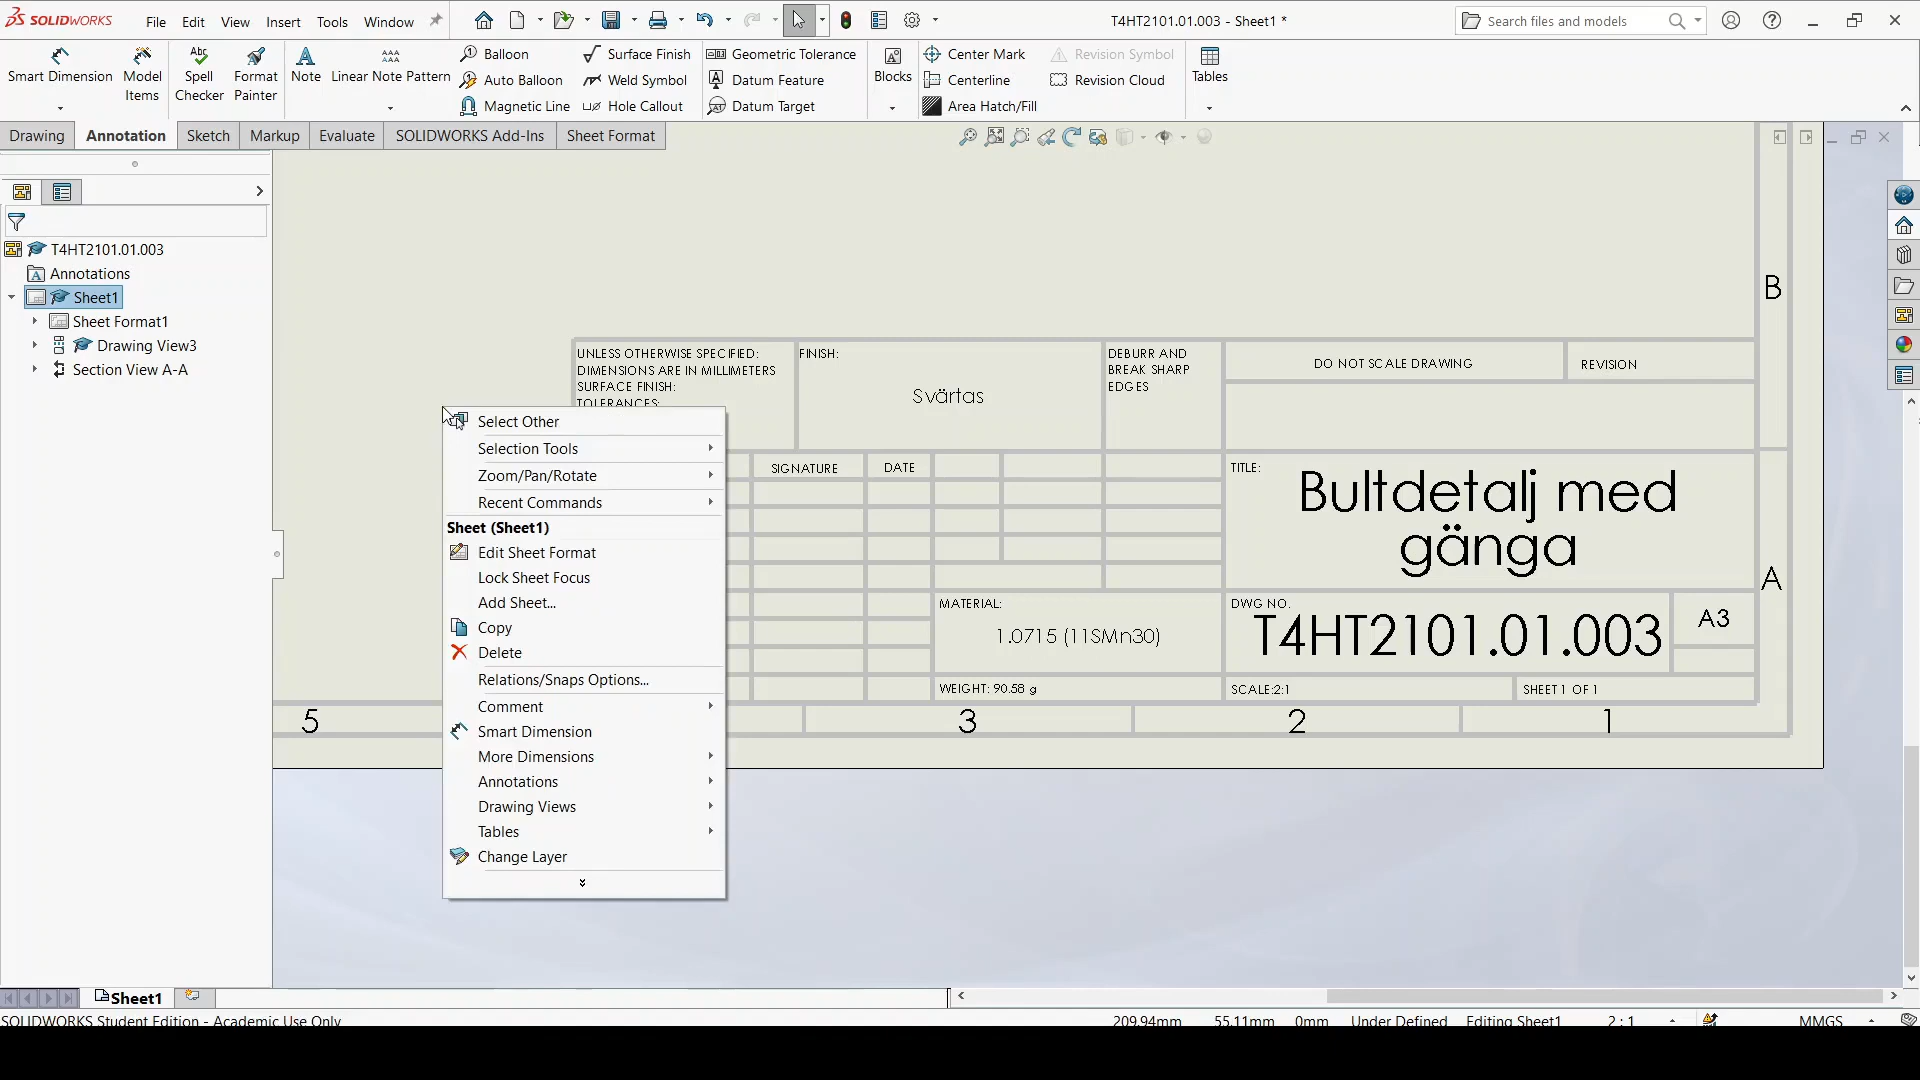 SOLIDWORKS
File Edit View Insert Tools Window
T4HT2101.01.003 - Sheet1 *
Search files and models
Smart Dimension
Model Items
Spell Checker
Format Painter
Note
Linear Note Pattern
Balloon
Auto Balloon
Magnetic Line
Surface Finish
Weld Symbol
Hole Callout
Geometric Tolerance
Datum Feature
Datum Target
Blocks
Center Mark
Centerline
Area Hatch/Fill
Revision Symbol
Revision Cloud
Tables
Drawing Annotation Sketch Markup Evaluate SOLIDWORKS Add-Ins Sheet Format
T4HT2101.01.003
Annotations
Sheet1
Sheet Format1
Drawing View3
Section View A-A
B
UNLESS OTHERWISE SPECIFIED:
DIMENSIONS ARE IN MILLIMETERS
SURFACE FINISH:
TOLERANCES:
FINISH:
Svärtas
DEBURR AND
BREAK SHARP
EDGES
DO NOT SCALE DRAWING
REVISION
Select Other
Selection Tools
Zoom/Pan/Rotate
Recent Commands
Sheet (Sheet1)
Edit Sheet Format
Lock Sheet Focus
Add Sheet...
Copy
Delete
Relations/Snaps Options...
Comment
Smart Dimension
More Dimensions
Annotations
Drawing Views
Tables
Change Layer
SIGNATURE
DATE
TITLE:
Bultdetalj med
gänga
A
MATERIAL:
1.0715 (11SMn30)
DWG NO.
T4HT2101.01.003
A3
WEIGHT: 90.58 g
SCALE:2:1
SHEET 1 OF 1
5 3 2 1
Sheet1
SOLIDWORKS Student Edition - Academic Use Only
209.94mm 55.11mm 0mm Under Defined Editing Sheet1 2 : 1 MMGS